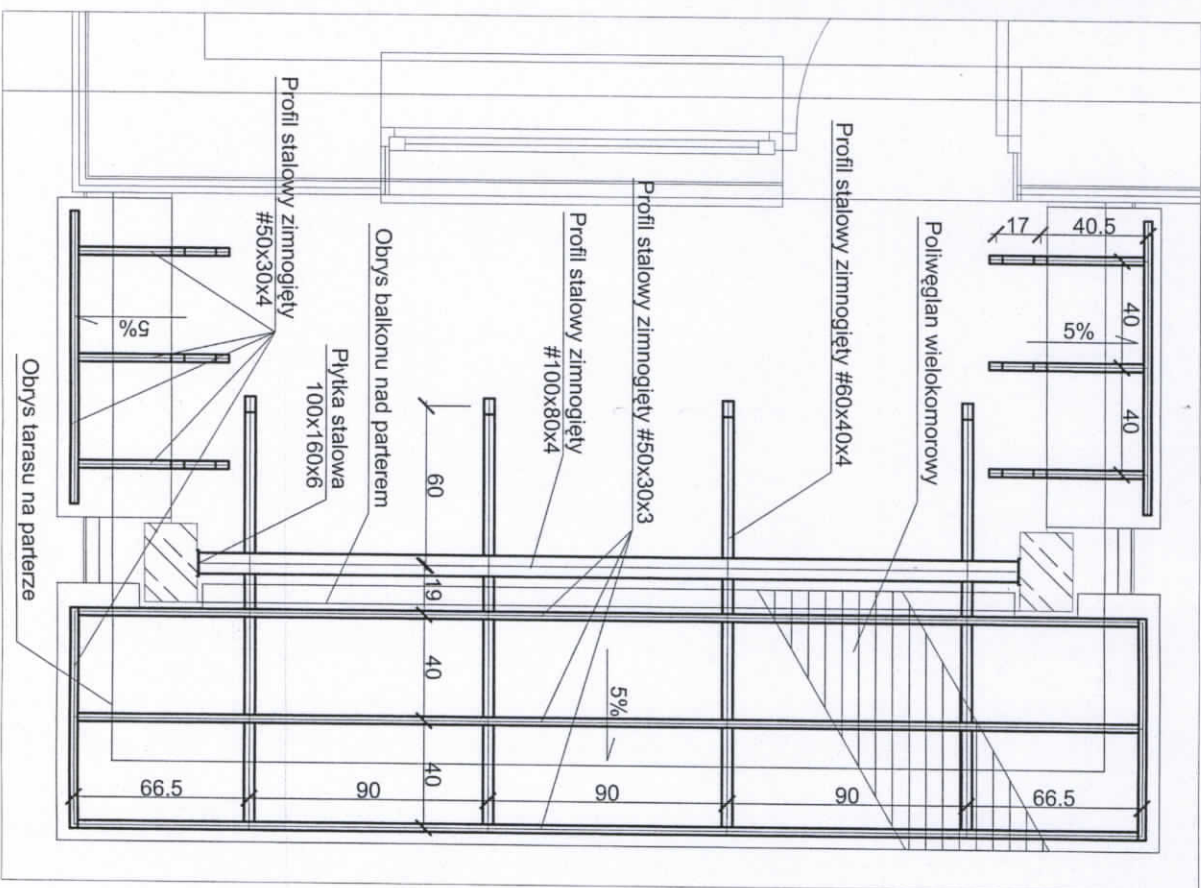 Profil stalowy zimnogięty
#50x30x4
Obrys balkonu nad parterem
Płytka stalowa
100x160x6
Obrys tarasu na parterze
Profil stalowy zimnogięty
#100x80x4
Profil stalowy zimnogięty #50x30x3
Profil stalowy zimnogięty #60x40x4
Poliwęglan wielokomorowy
17
40.5
40
40
5%
5%
60
19
40
40
5%
66.5
90
90
90
66.5